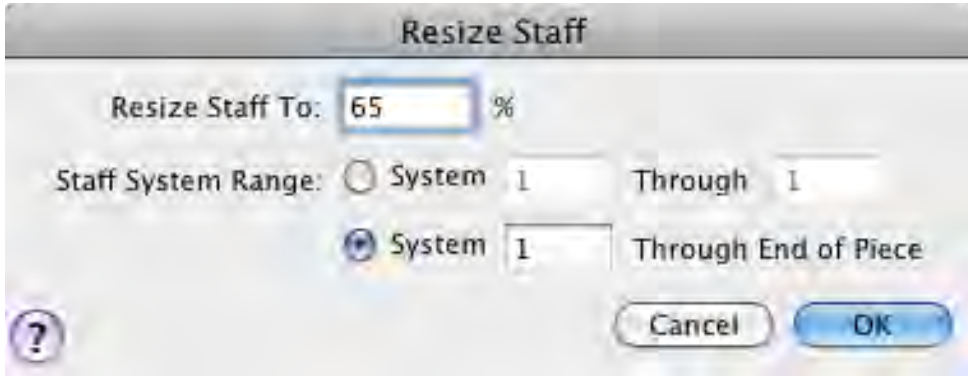 Resize Staff
Resize Staff To: 65 %
Staff System Range: System 1 Through 1
System 1 Through End of Piece
? Cancel OK